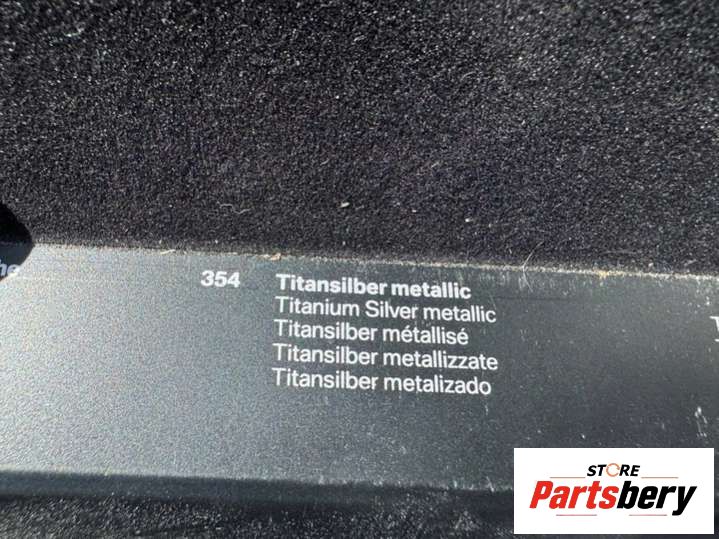 354 Titansilber metallic
Titanium Silver metallic
Titansilber métallisé
Titansilber metallizzate
Titansilber metalizado
STORE
Partsbery